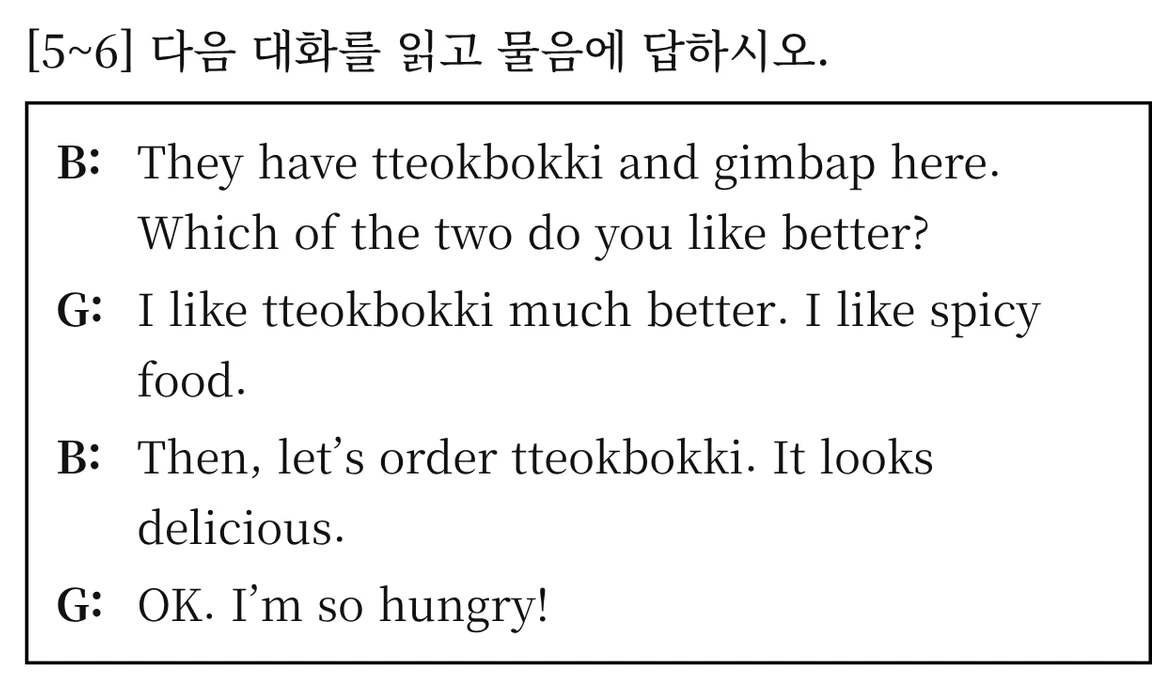 [5~6] 다음 대화를 읽고 물음에 답하시오.
B: They have tteokbokki and gimbap here.
Which of the two do you like better?
G: I like tteokbokki much better. I like spicy
food.
B: Then, let’s order tteokbokki. It looks
delicious.
G: OK. I’m so hungry!